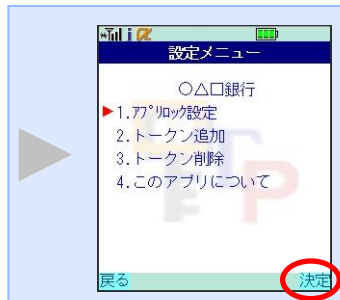 設定メニュー
○△□銀行
1.ｱﾌﾟﾘﾛｯｸ設定
2.トークン追加
3.トークン削除
4.このアプリについて
戻る 決定